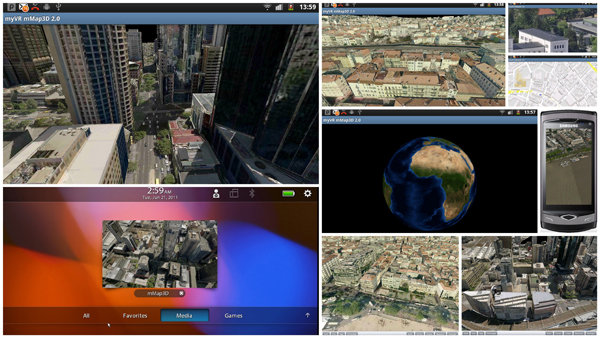 13:59
myVR mMap3D 2.0
2:59 AM
Tue, Jun 21, 2011
mMap3D
All
Favorites
Media
Games
13:58
myVR mMap3D 2.0
13:57
myVR mMap3D 2.0
SAMSUNG